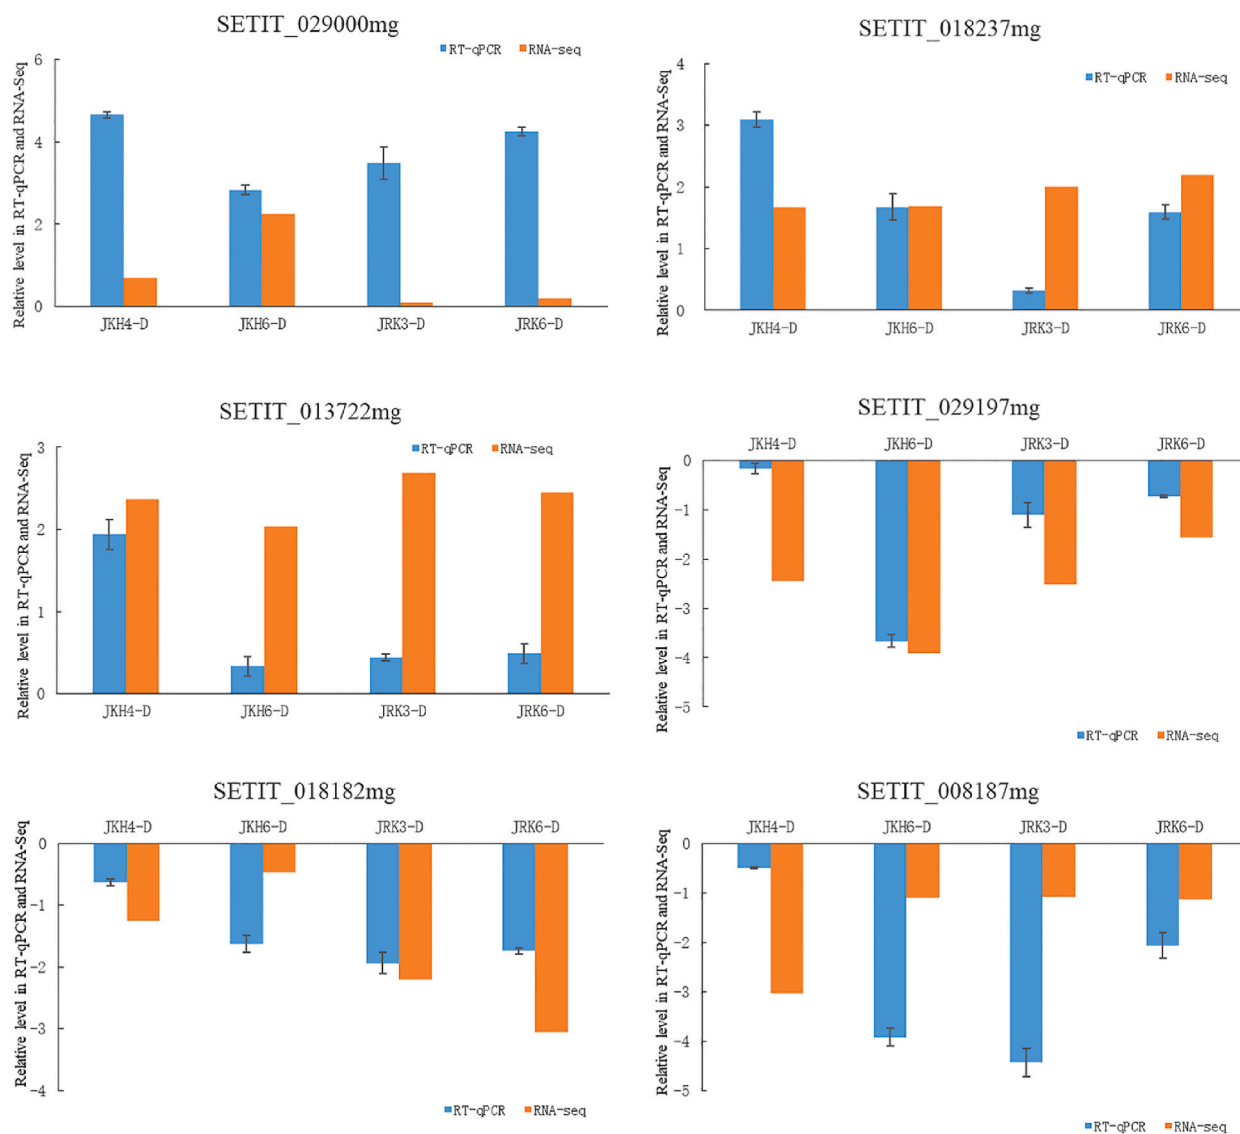 SETIT_029000mg
RT-qPCR RNA-seq
Relative level in RT-qPCR and RNA-Seq
6
4
2
0
JKH4-D JKH6-D JRK3-D JRK6-D
SETIT_018237mg
RT-qPCR RNA-seq
Relative level in RT-qPCR and RNA-Seq
4
3
2
1
0
JKH4-D JKH6-D JRK3-D JRK6-D
SETIT_013722mg
RT-qPCR RNA-seq
Relative level in RT-qPCR and RNA-Seq
3
2
1
0
JKH4-D JKH6-D JRK3-D JRK6-D
SETIT_029197mg
JKH4-D JKH6-D JRK3-D JRK6-D
Relative level in RT-qPCR and RNA-Seq
0
-1
-2
-3
-4
-5
RT-qPCR RNA-seq
SETIT_018182mg
JKH4-D JKH6-D JRK3-D JRK6-D
Relative level in RT-qPCR and RNA-Seq
0
-1
-2
-3
-4
RT-qPCR RNA-seq
SETIT_008187mg
JKH4-D JKH6-D JRK3-D JRK6-D
Relative level in RT-qPCR and RNA-Seq
0
-1
-2
-3
-4
-5
RT-qPCR RNA-seq